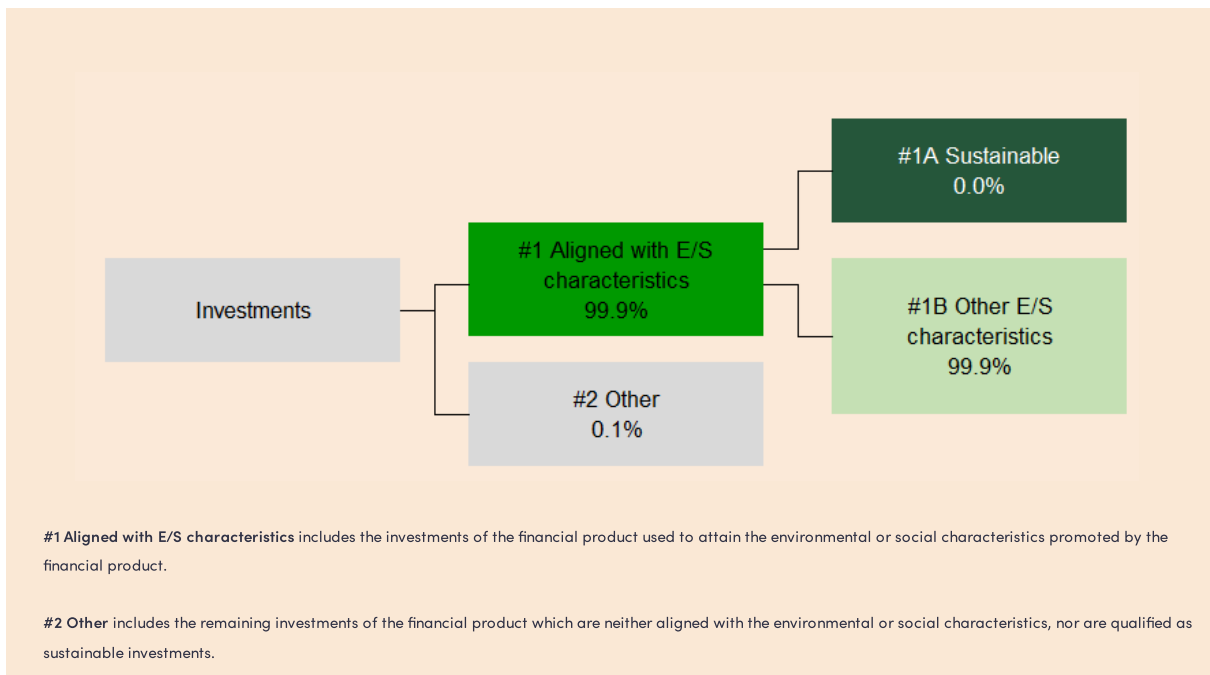 #1A Sustainable
0.0%
#1 Aligned with E/S
characteristics
99.9%
Investments
#1B Other E/S
characteristics
99.9%
#2 Other
0.1%
#1 Aligned with E/S characteristics includes the investments of the financial product used to attain the environmental or social characteristics promoted by the
financial product.
#2 Other includes the remaining investments of the financial product which are neither aligned with the environmental or social characteristics, nor are qualified as
sustainable investments.